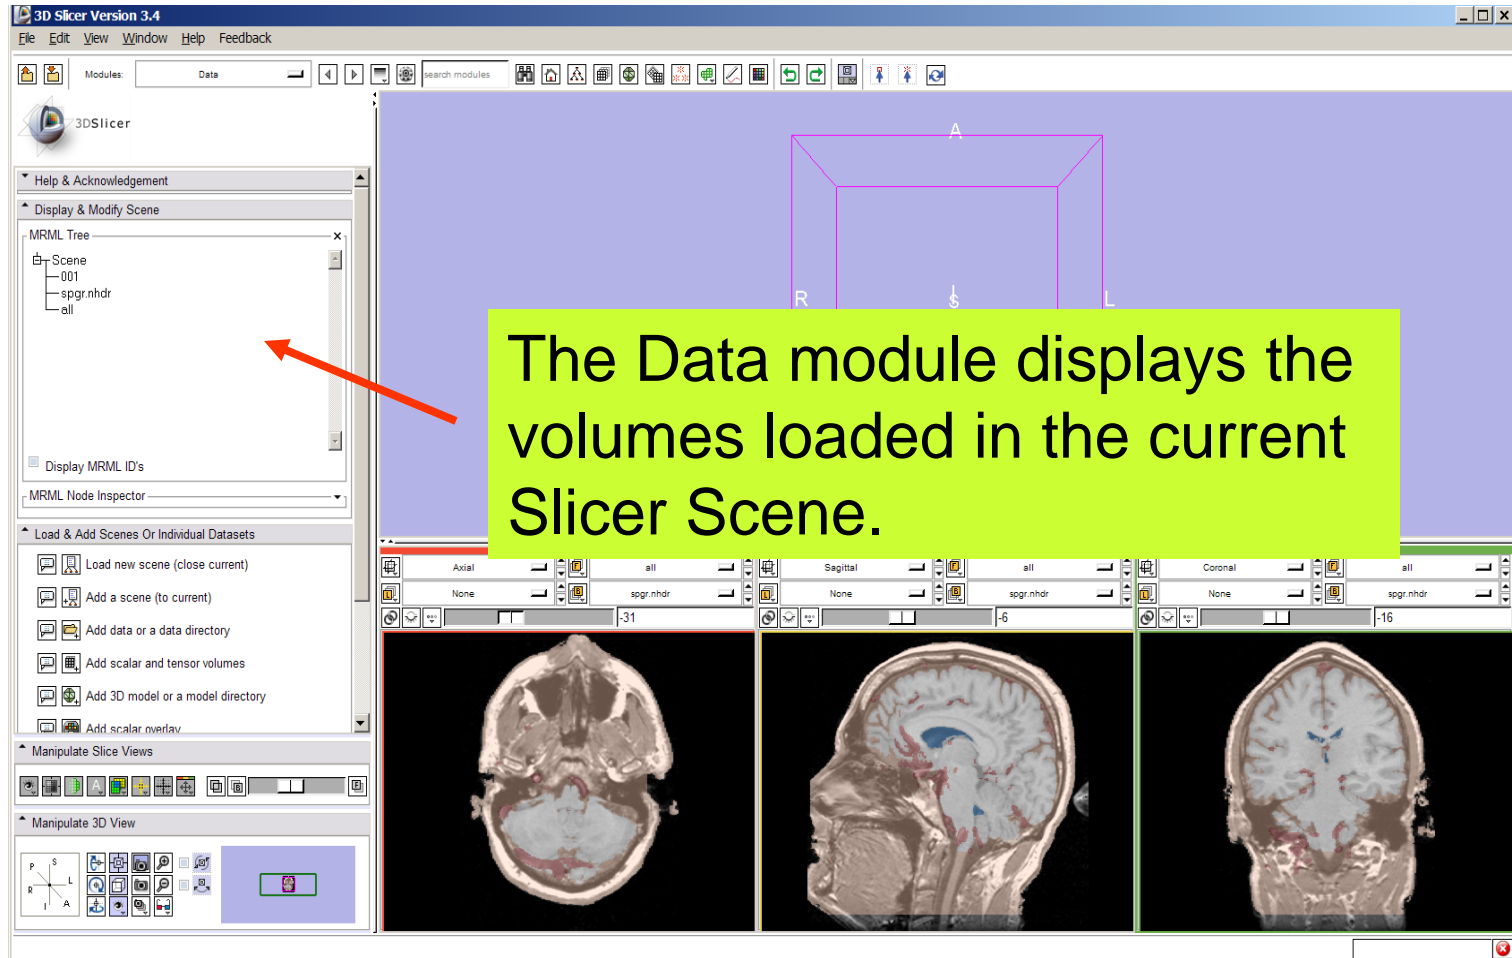 3D Slicer Version 3.4
File Edit View Window Help Feedback
Modules: Data search modules
3DSlicer
Help & Acknowledgement
Display & Modify Scene
MRML Tree
Scene
001
spgr.nhdr
all
Display MRML ID's
MRML Node Inspector
Load & Add Scenes Or Individual Datasets
Load new scene (close current)
Add a scene (to current)
Add data or a data directory
Add scalar and tensor volumes
Add 3D model or a model directory
Add scalar overlay
Manipulate Slice Views
Manipulate 3D View
P S
R L
I A
A
R S L
The Data module displays the
volumes loaded in the current
Slicer Scene.
Axial all Sagittal all Coronal all
None spgr.nhdr None spgr.nhdr None spgr.nhdr
-31 -6 -16